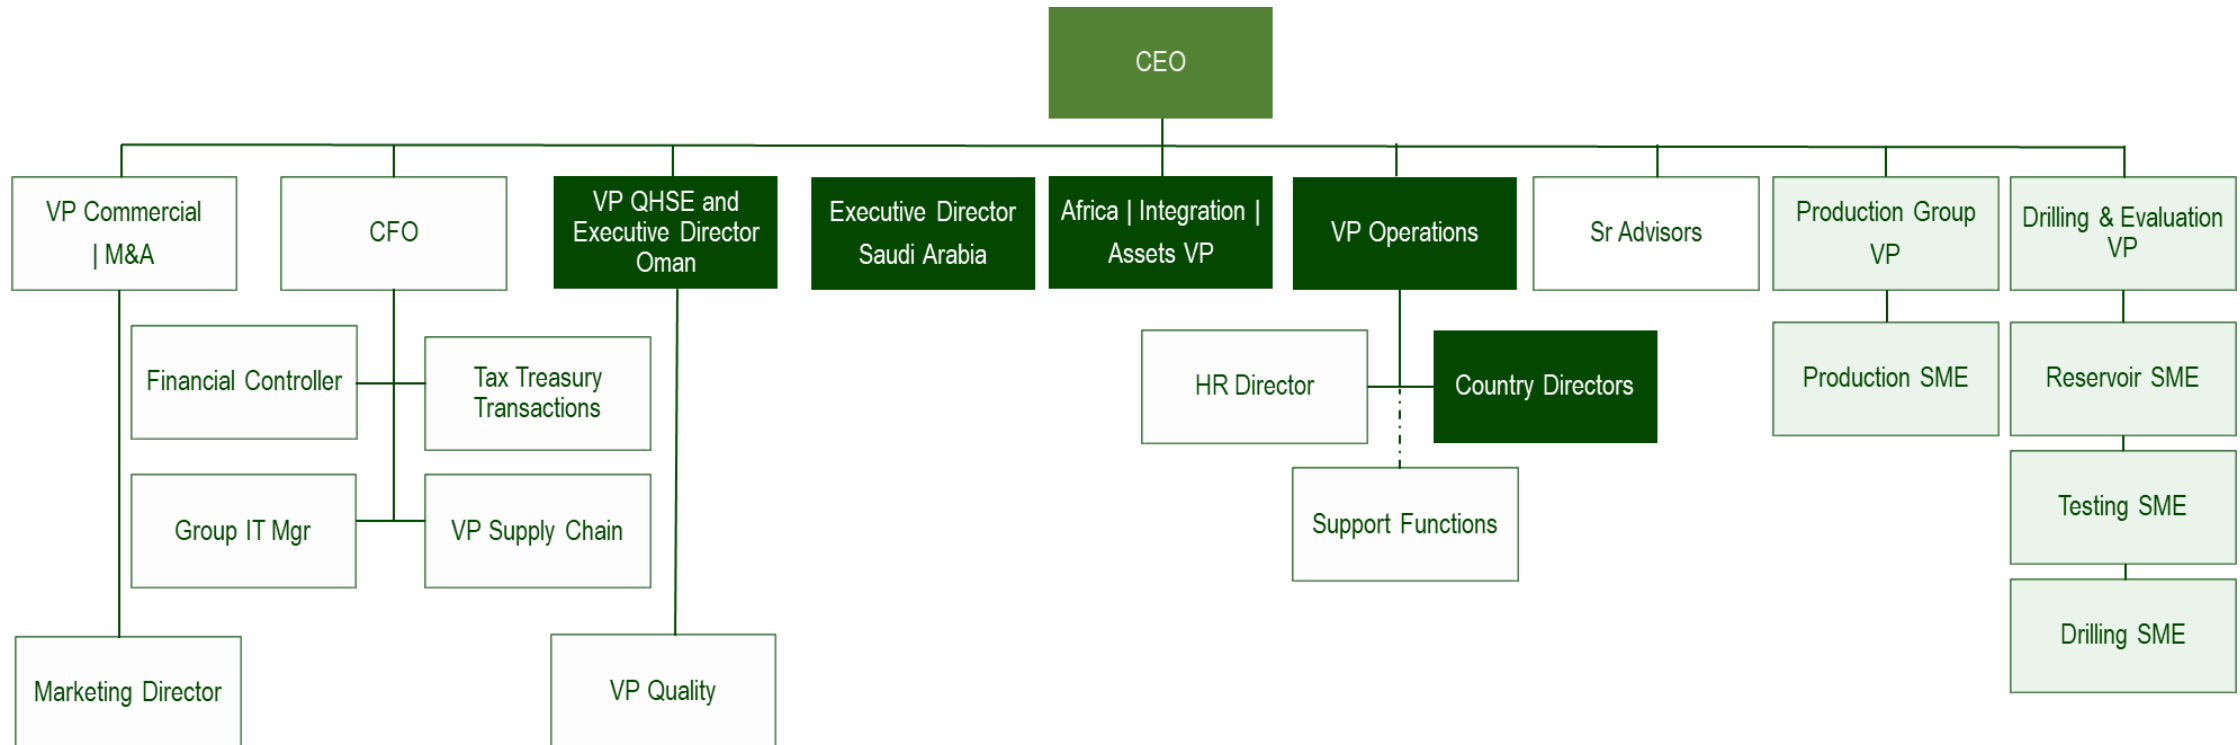 CEO
VP Commercial
| M&A
CFO
VP QHSE and
Executive Director
Oman
Executive Director
Saudi Arabia
Africa | Integration |
Assets VP
VP Operations
Sr Advisors
Production Group
VP
Drilling & Evaluation
VP
Financial Controller
Tax Treasury
Transactions
HR Director
Country Directors
Production SME
Reservoir SME
Group IT Mgr
VP Supply Chain
Support Functions
Testing SME
Drilling SME
Marketing Director
VP Quality